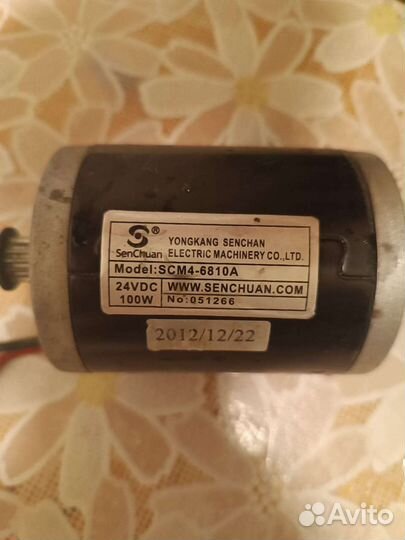 S ®
SenChuan
YONGKANG SENCHAN
ELECTRIC MACHINERY CO.,LTD.
Model:SCM4-6810A
24VDC WWW.SENCHUAN.COM
100W No:051266
2012/12/22
Avito